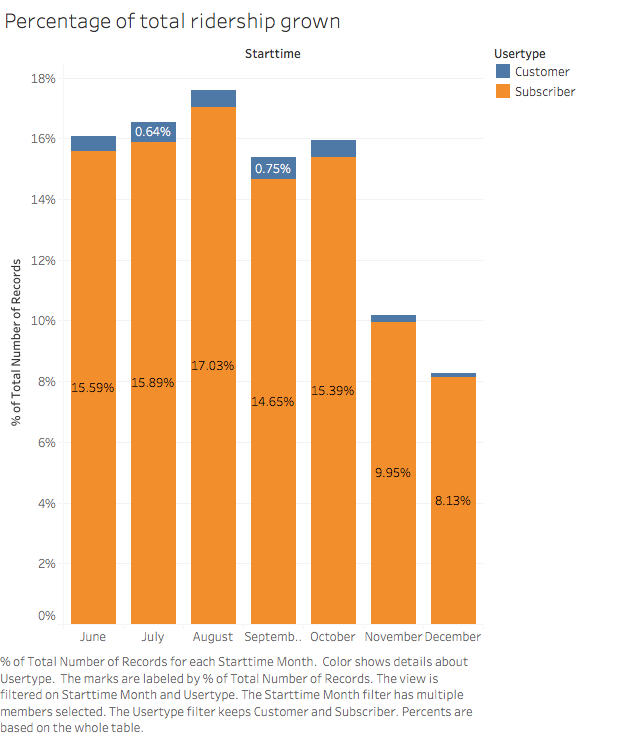 Percentage of total ridership grown
Starttime
Usertype
Customer
Subscriber
% of Total Number of Records
18%
16%
14%
12%
10%
8%
6%
4%
2%
0%
0.64%
0.75%
15.59%
15.89%
17.03%
14.65%
15.39%
9.95%
8.13%
June
July
August
Septemb..
October
November
December
% of Total Number of Records for each Starttime Month. Color shows details about
Usertype. The marks are labeled by % of Total Number of Records. The view is
filtered on Starttime Month and Usertype. The Starttime Month filter has multiple
members selected. The Usertype filter keeps Customer and Subscriber. Percents are
based on the whole table.